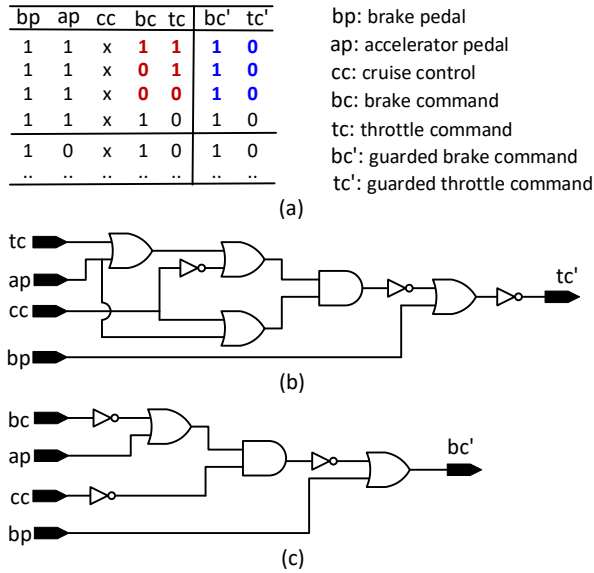 bp ap cc bc tc bc' tc'
1 1 x 1 1 1 0
1 1 x 0 1 1 0
1 1 x 0 0 1 0
1 1 x 1 0 1 0
1 0 x 1 0 1 0
.. .. .. .. .. .. ..
bp: brake pedal
ap: accelerator pedal
cc: cruise control
bc: brake command
tc: throttle command
bc': guarded brake command
tc': guarded throttle command
(a)
tc
ap
cc
bp
tc'
(b)
bc
ap
cc
bp
bc'
(c)